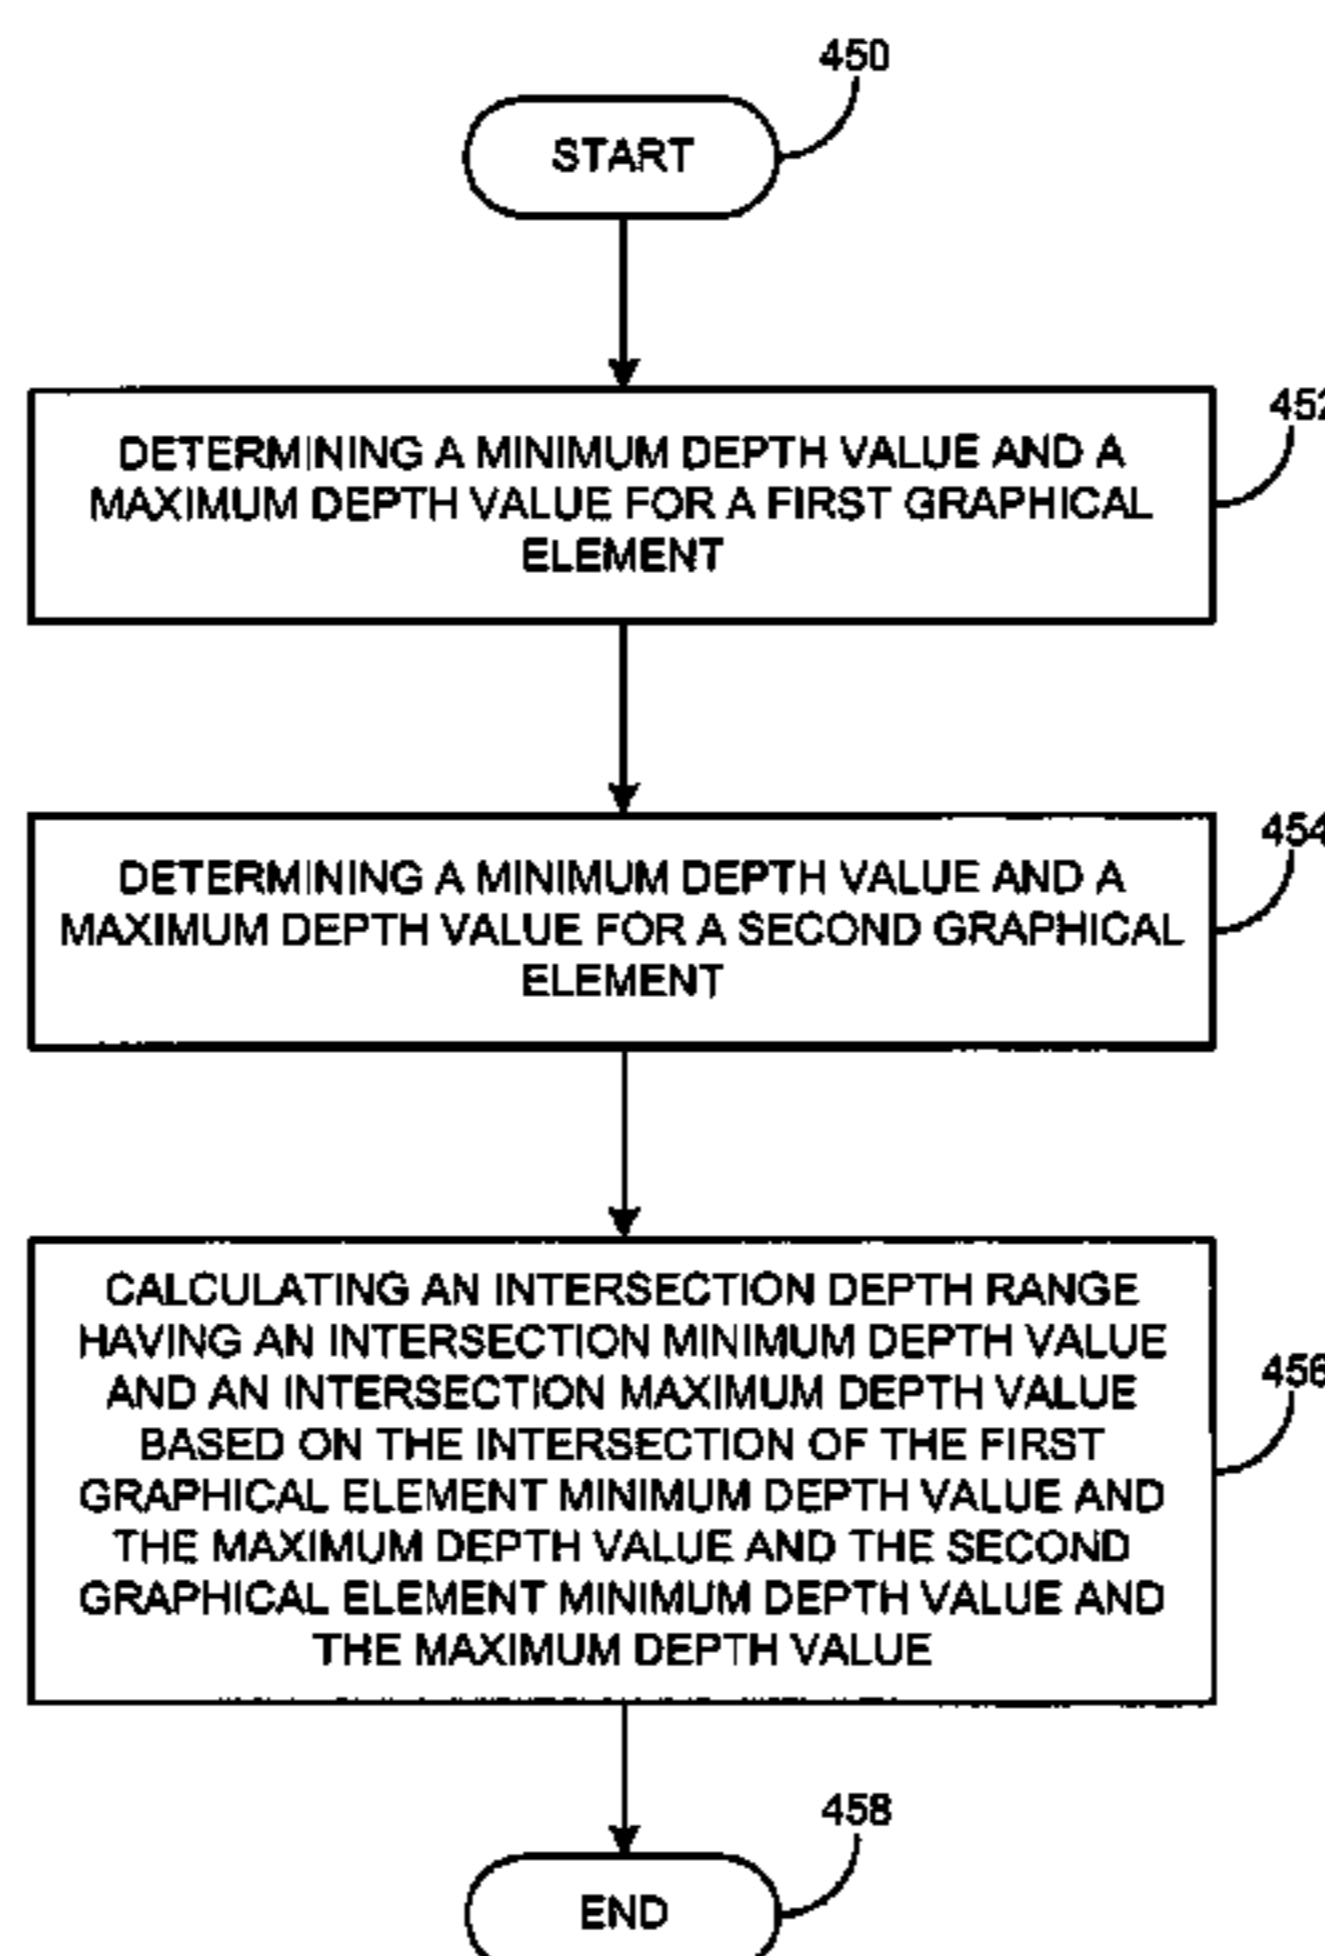 450
START
452
DETERMINING A MINIMUM DEPTH VALUE AND A
MAXIMUM DEPTH VALUE FOR A FIRST GRAPHICAL
ELEMENT
454
DETERMINING A MINIMUM DEPTH VALUE AND A
MAXIMUM DEPTH VALUE FOR A SECOND GRAPHICAL
ELEMENT
CALCULATING AN INTERSECTION DEPTH RANGE
HAVING AN INTERSECTION MINIMUM DEPTH VALUE
AND AN INTERSECTION MAXIMUM DEPTH VALUE
456
BASED ON THE INTERSECTION OF THE FIRST
GRAPHICAL ELEMENT MINIMUM DEPTH VALUE AND
THE MAXIMUM DEPTH VALUE AND THE SECOND
GRAPHICAL ELEMENT MINIMUM DEPTH VALUE AND
THE MAXIMUM DEPTH VALUE
458
END